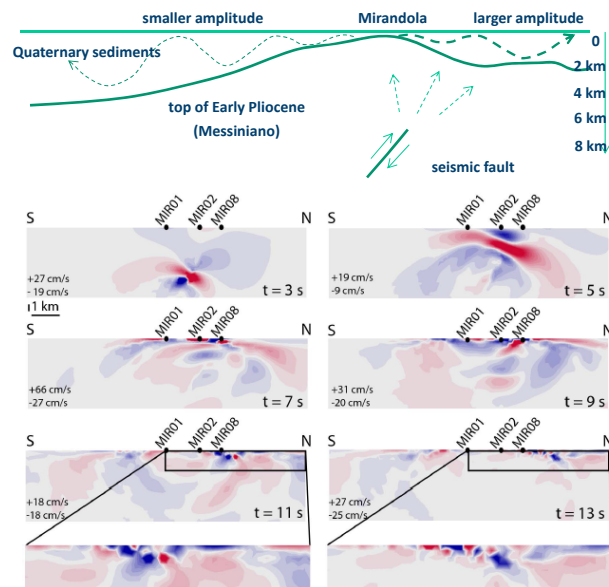 smaller amplitude Mirandola larger amplitude
0
Quaternary sediments
2 km
top of Early Pliocene
(Messiniano)
4 km
6 km
8 km
seismic fault
S MIR01 MIR02 MIR08 N
+27 cm/s
- 19 cm/s
t = 3 s
1 km
S MIR01 MIR02 MIR08 N
+19 cm/s
-9 cm/s
t = 5 s
MIR01 MIR02 MIR08
+66 cm/s
-27 cm/s
t = 7 s
MIR01 MIR02 MIR08
+31 cm/s
-20 cm/s
t = 9 s
S MIR01 MIR02 MIR08 N
+18 cm/s
-18 cm/s
t = 11 s
S MIR01 MIR02 MIR08 N
+27 cm/s
-25 cm/s
t = 13 s